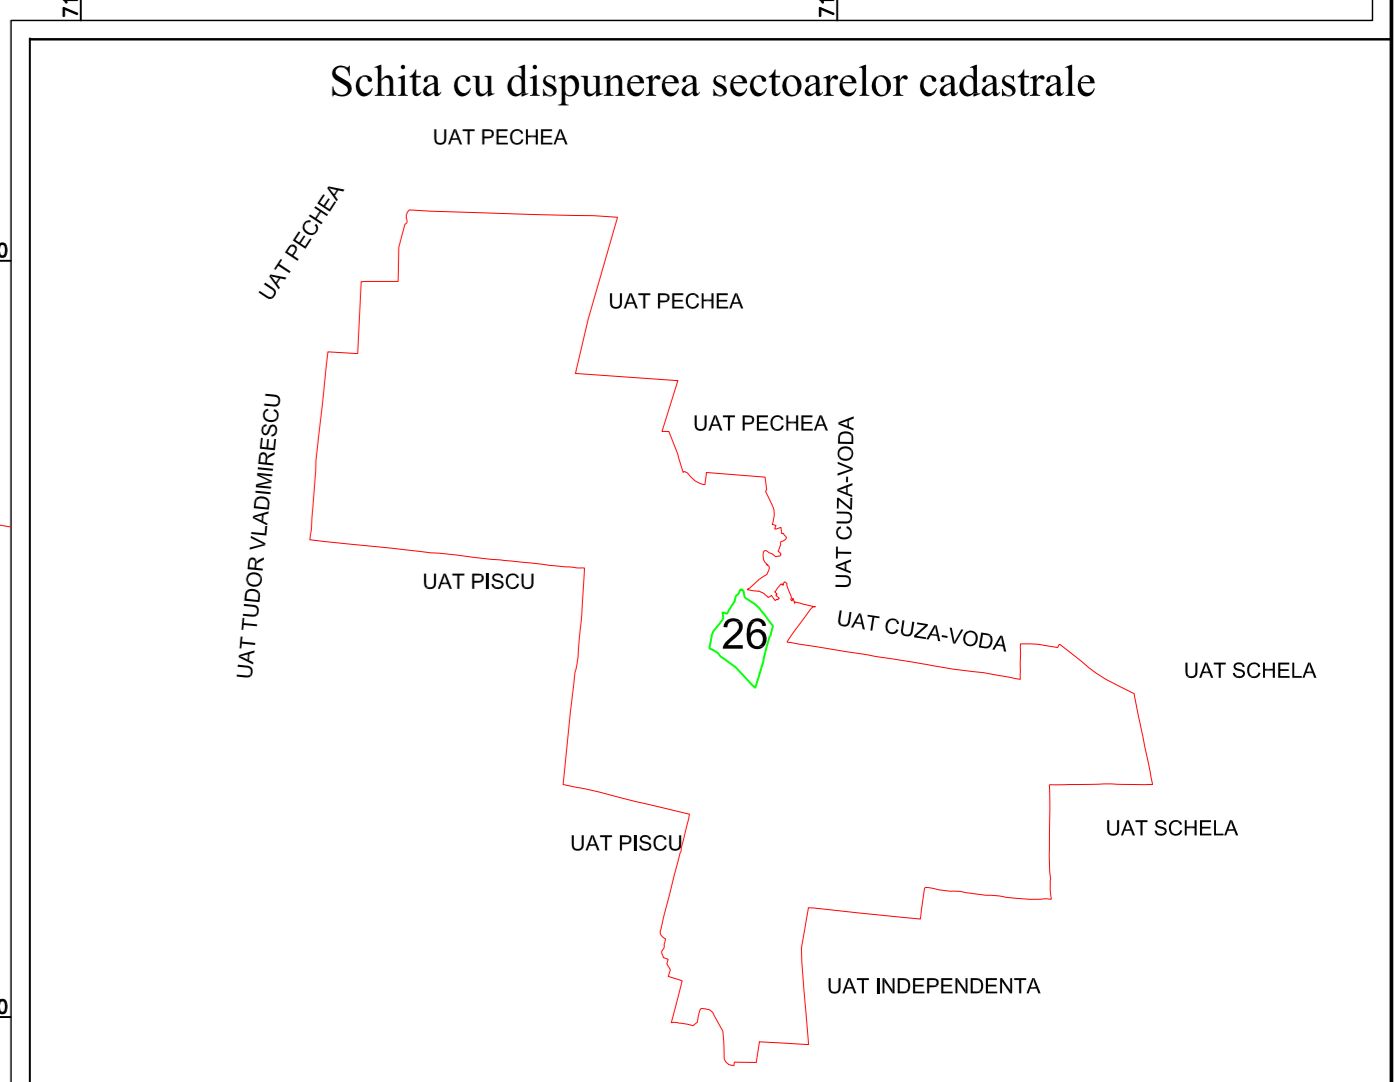 Schita cu dispunerea sectoarelor cadastrale
UAT PECHEA
UAT PECHEA
UAT PECHEA
UAT PECHEA
UAT CUZA-VODA
UAT TUDOR VLADIMIRESCU
UAT PISCU
26
UAT CUZA-VODA
UAT SCHELA
UAT SCHELA
UAT PISCU
UAT INDEPENDENTA